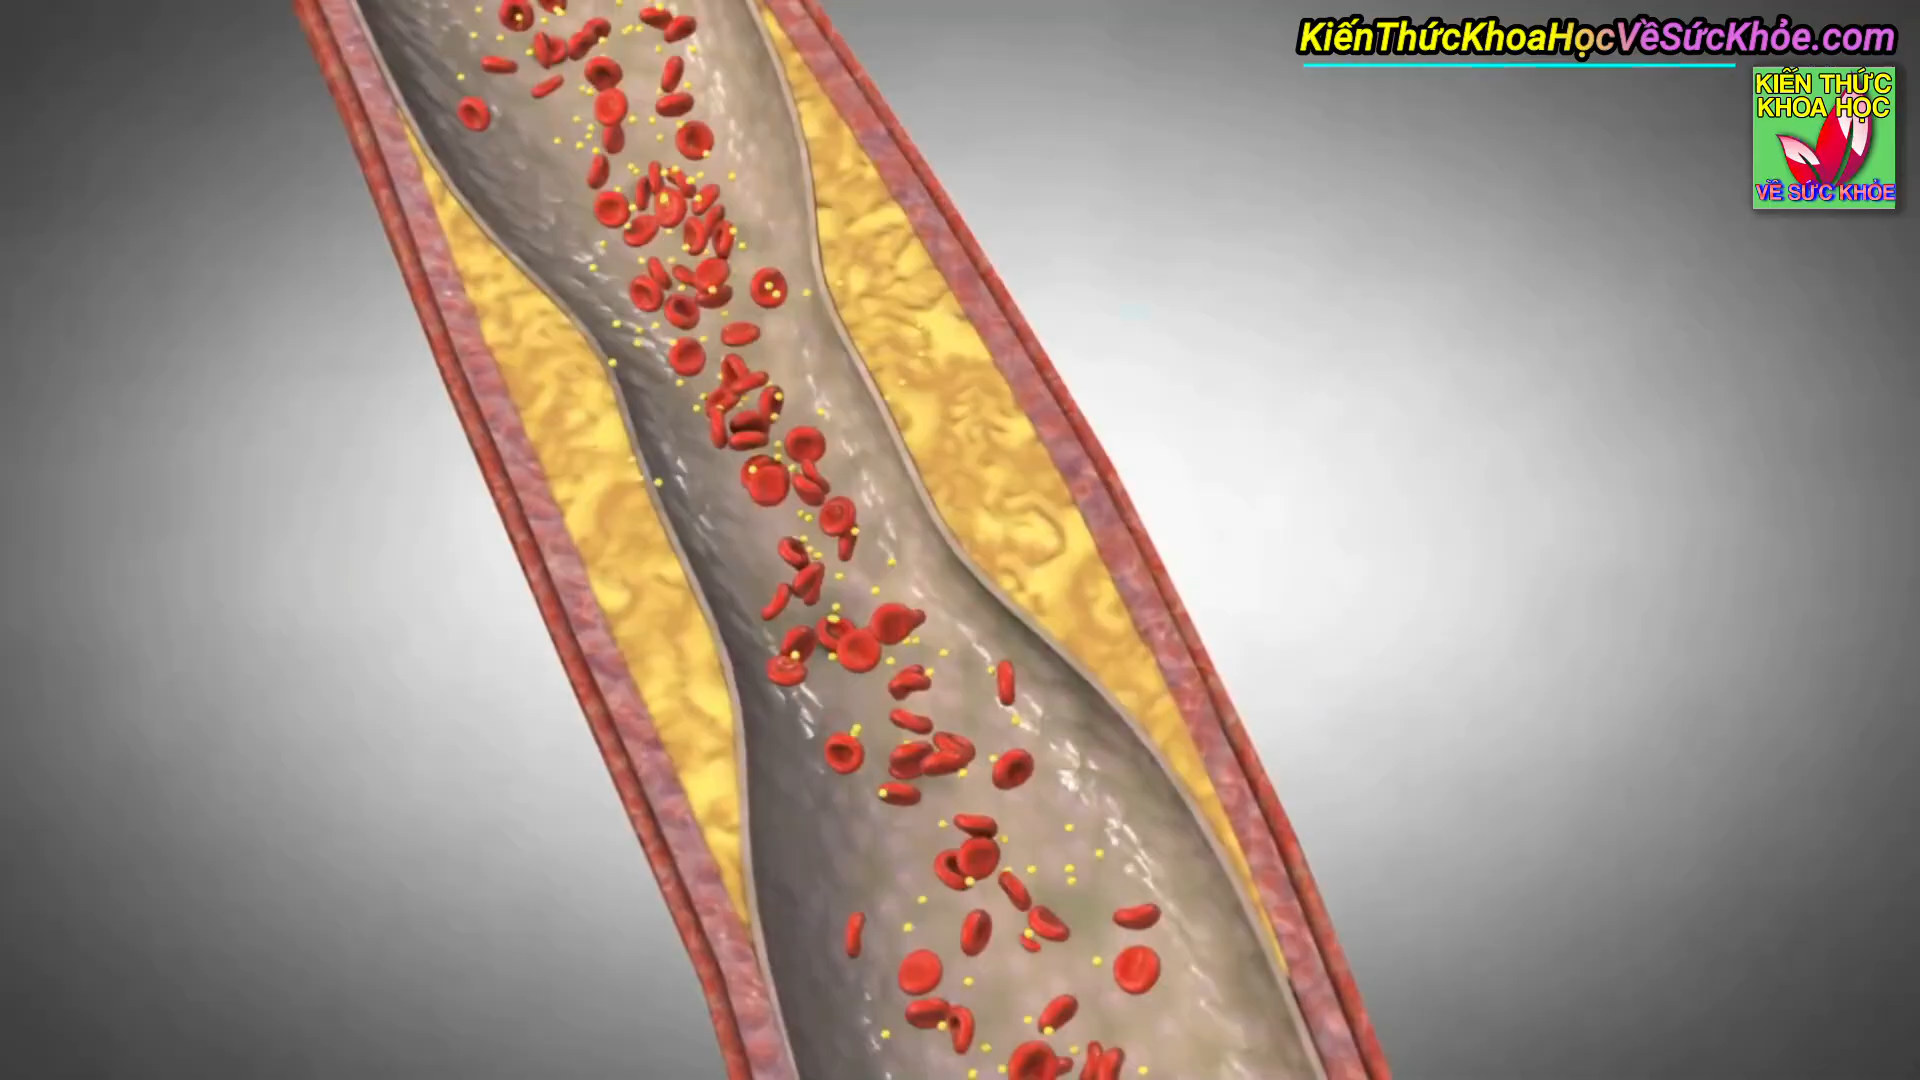 KiếnThứcKhoaHọcVềSứcKhỏe.com
KIẾN THỨC
KHOA HỌC
VỀ SỨC KHỎE